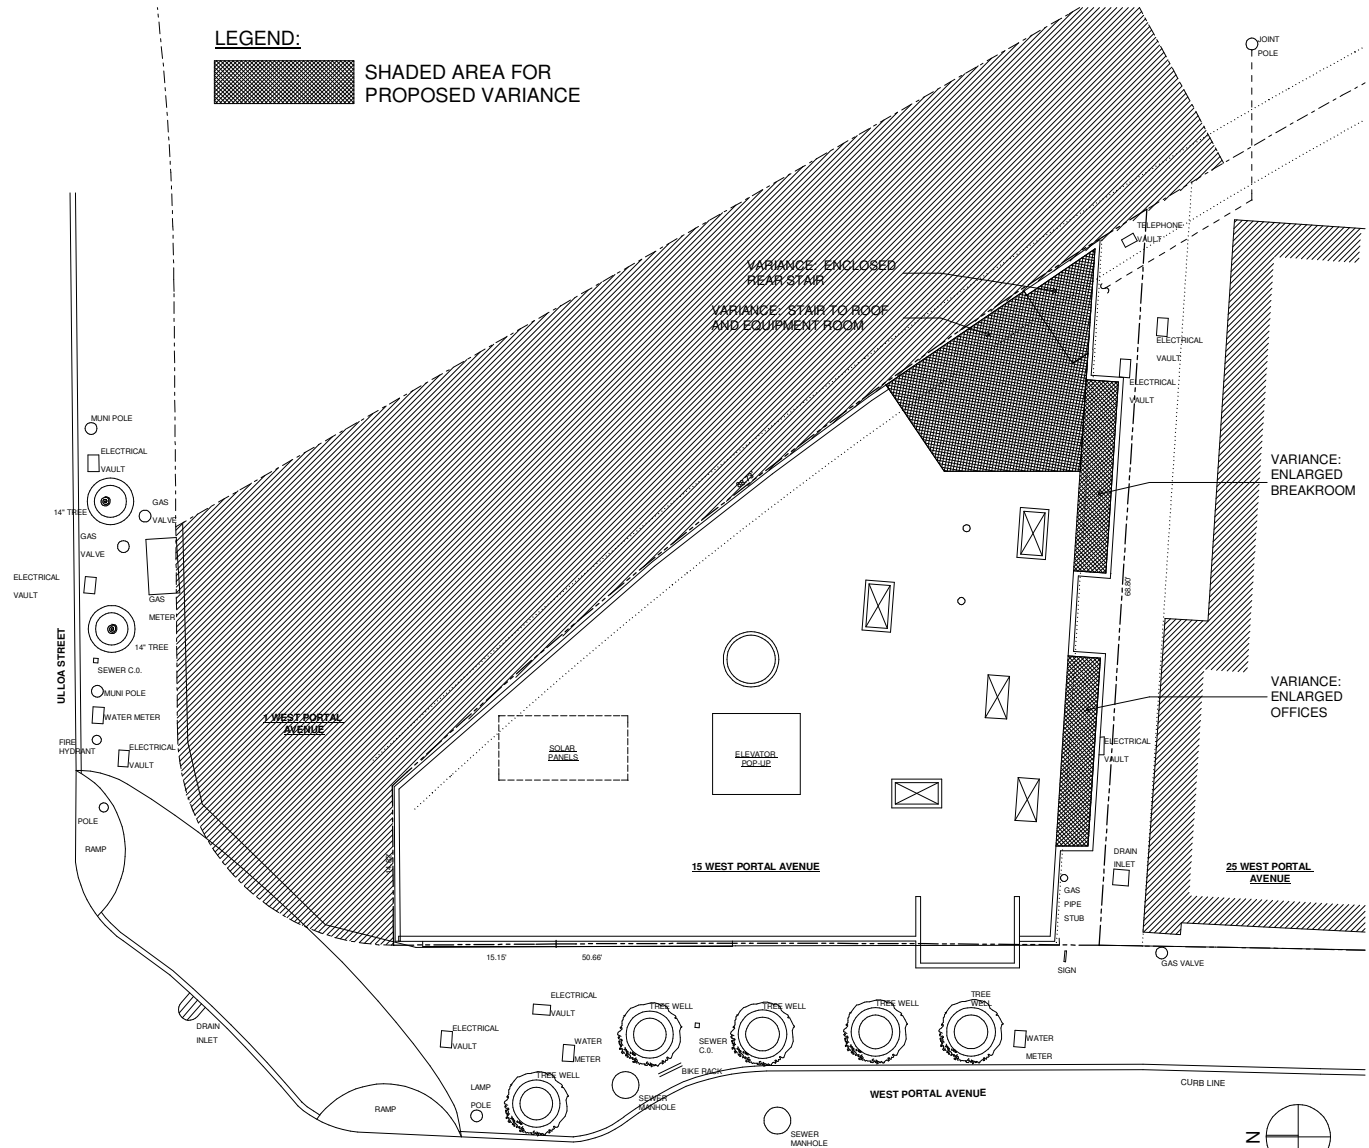 LEGEND:
SHADED AREA FOR
PROPOSED VARIANCE
JOINT
POLE
TELEPHONE
VAULT
VARIANCE: ENCLOSED
REAR STAIR
VARIANCE: STAIR TO ROOF
AND EQUIPMENT ROOM
ELECTRICAL
VAULT
ELECTRICAL
VAULT
MUNI POLE
ELECTRICAL
VAULT
14" TREE
GAS
VALVE
GAS
VALVE
ELECTRICAL
VAULT
GAS
METER
14" TREE
SEWER C.0.
MUNI POLE
WATER METER
FIRE
HYDRANT
ELECTRICAL
VAULT
ULLOA STREET
POLE
RAMP
1 WEST PORTAL
AVENUE
SOLAR
PANELS
ELEVATOR
POP-UP
VARIANCE:
ENLARGED
BREAKROOM
68.80'
VARIANCE:
ENLARGED
OFFICES
ELECTRICAL
VAULT
15 WEST PORTAL AVENUE
DRAIN
INLET
25 WEST PORTAL
AVENUE
GAS
PIPE
STUB
15.15'
50.66'
SIGN
GAS VALVE
ELECTRICAL
VAULT
TREE WELL
TREE WELL
TREE WELL
TREE
WELL
DRAIN
INLET
ELECTRICAL
VAULT
WATER
METER
SEWER
C.0.
WATER
METER
BIKE RACK
TREE WELL
LAMP
POLE
SEWER
MANHOLE
RAMP
WEST PORTAL AVENUE
CURB LINE
SEWER
MANHOLE
N